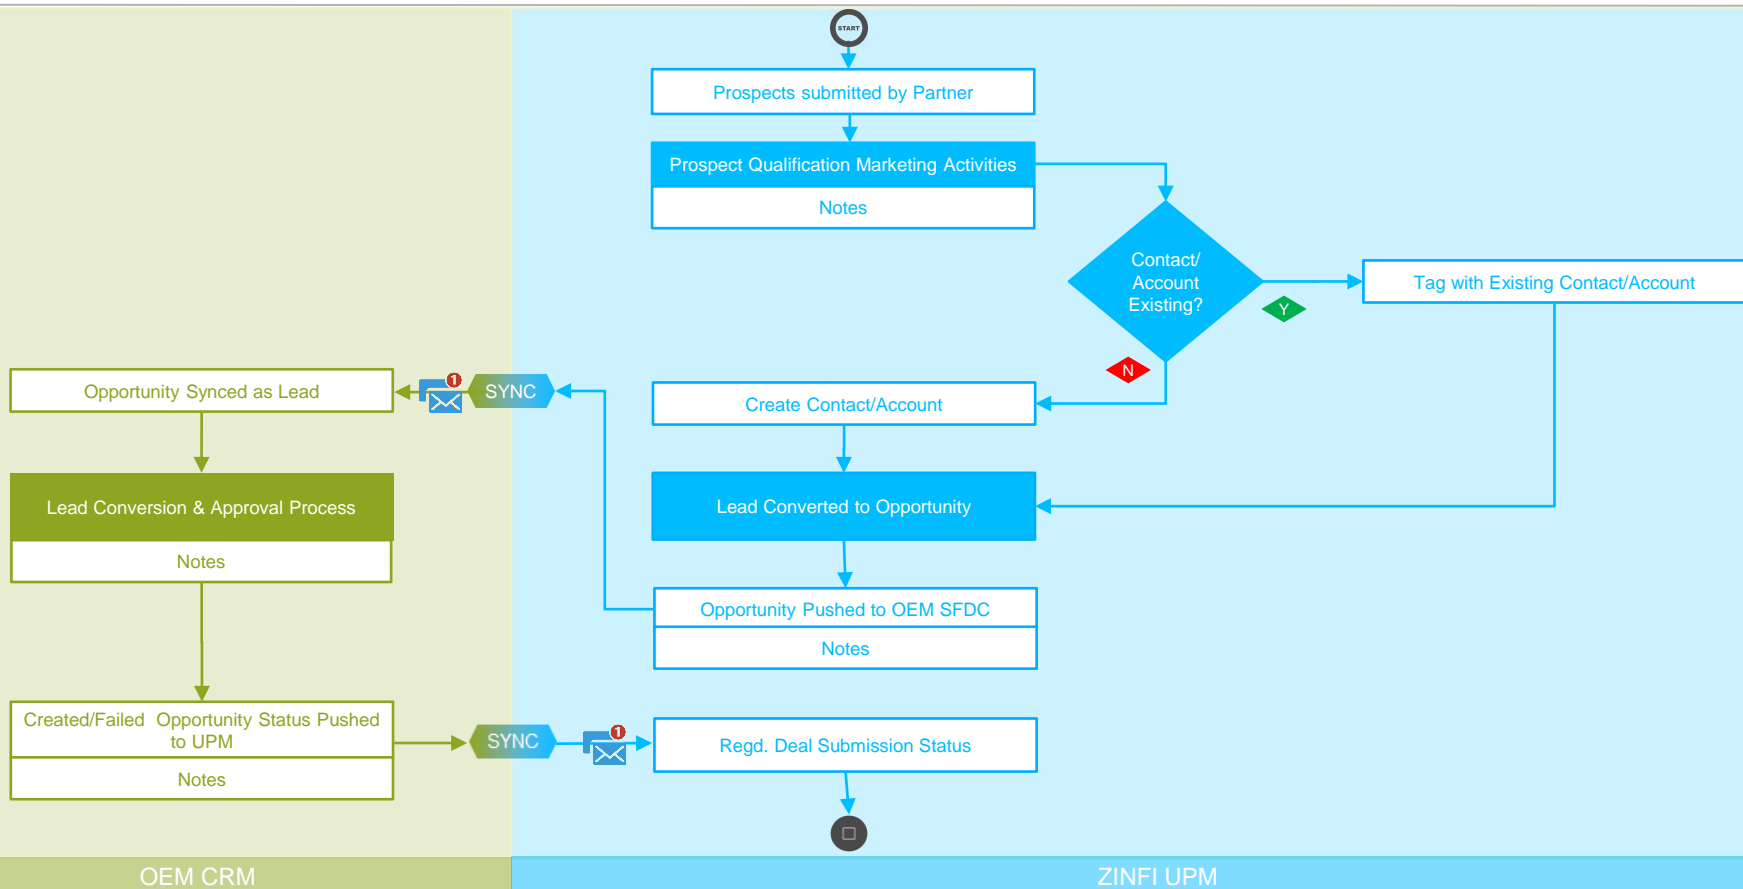 START
Prospects submitted by Partner
Prospect Qualification Marketing Activities
Notes
Contact/
Account
Existing?
Y
Tag with Existing Contact/Account
N
Opportunity Synced as Lead
1
SYNC
Create Contact/Account
Lead Conversion & Approval Process
Notes
Lead Converted to Opportunity
Opportunity Pushed to OEM SFDC
Notes
Created/Failed Opportunity Status Pushed
to UPM
Notes
SYNC
1
Regd. Deal Submission Status
OEM CRM
ZINFI UPM